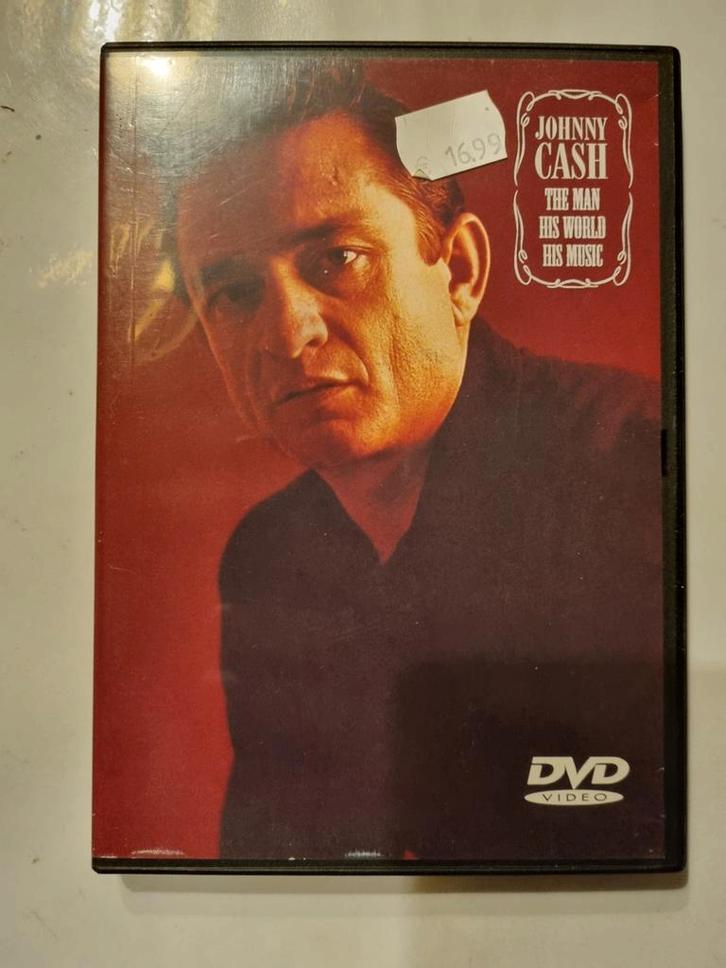 € 16.99
JOHNNY
CASH
THE MAN
HIS WORLD
HIS MUSIC
DVD
VIDEO